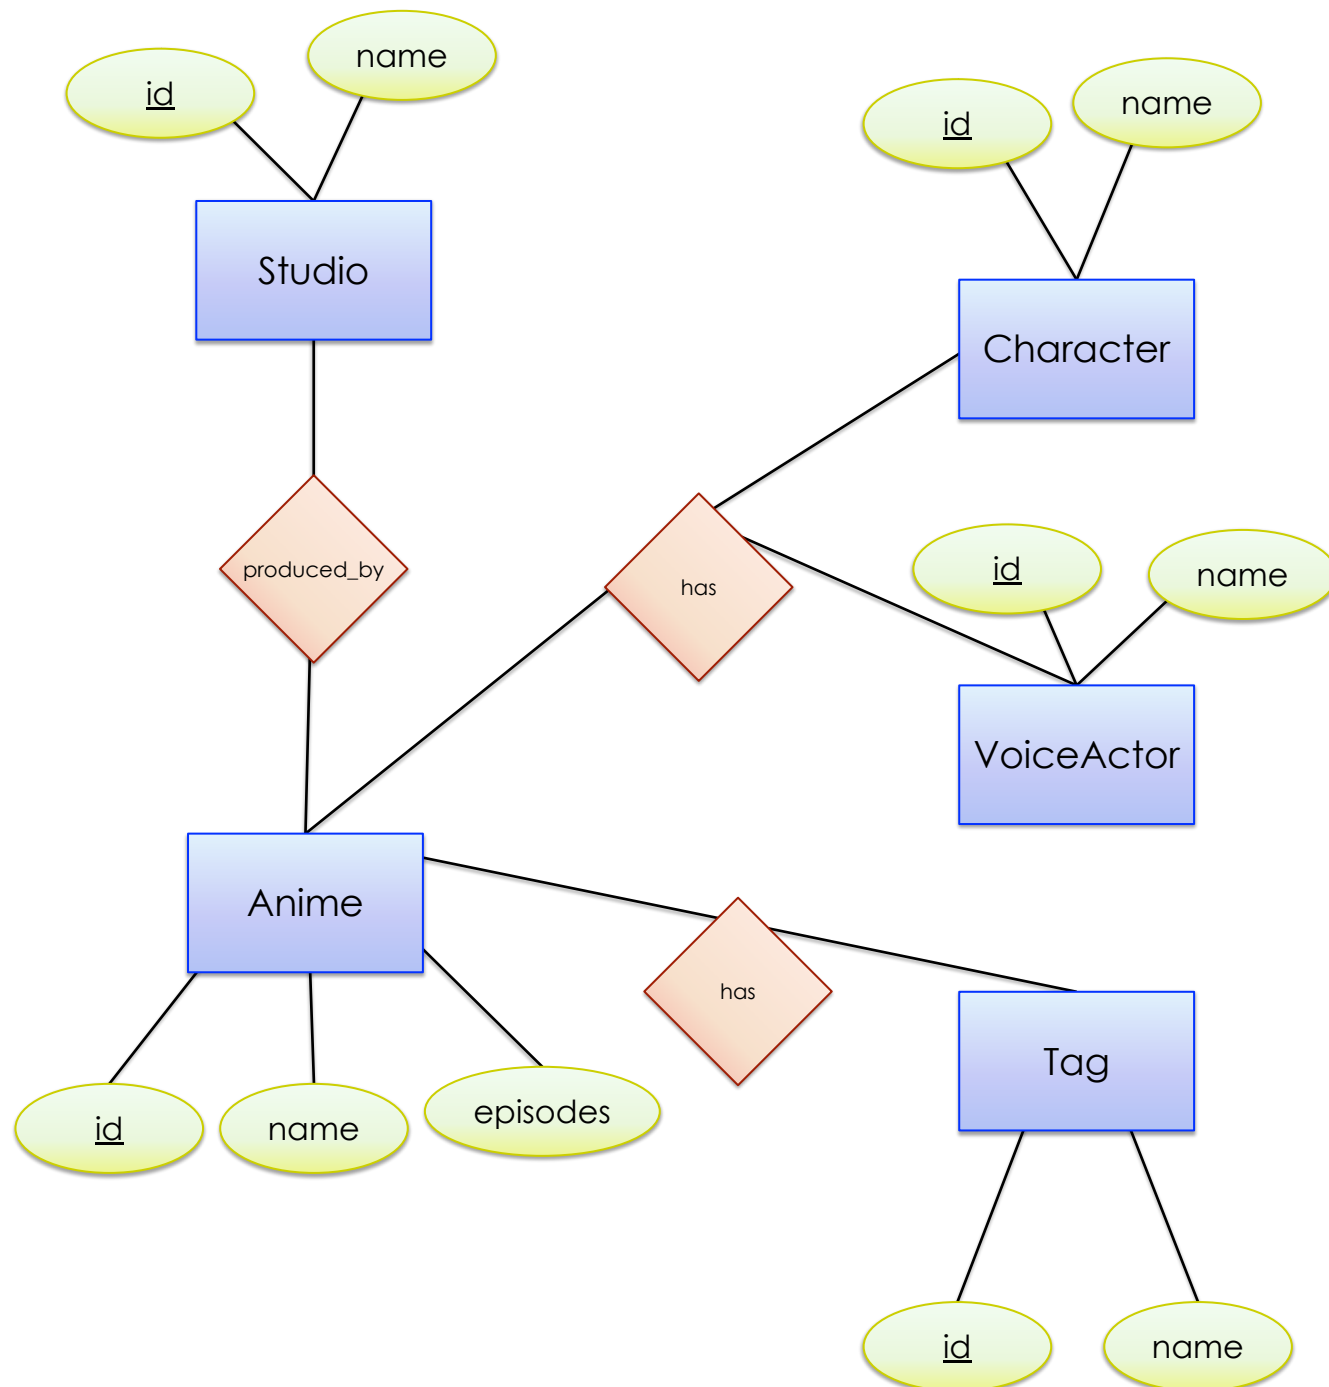 name
id
name
id
Studio
Character
produced_by
has
id
name
VoiceActor
Anime
has
Tag
id
name
episodes
id
name